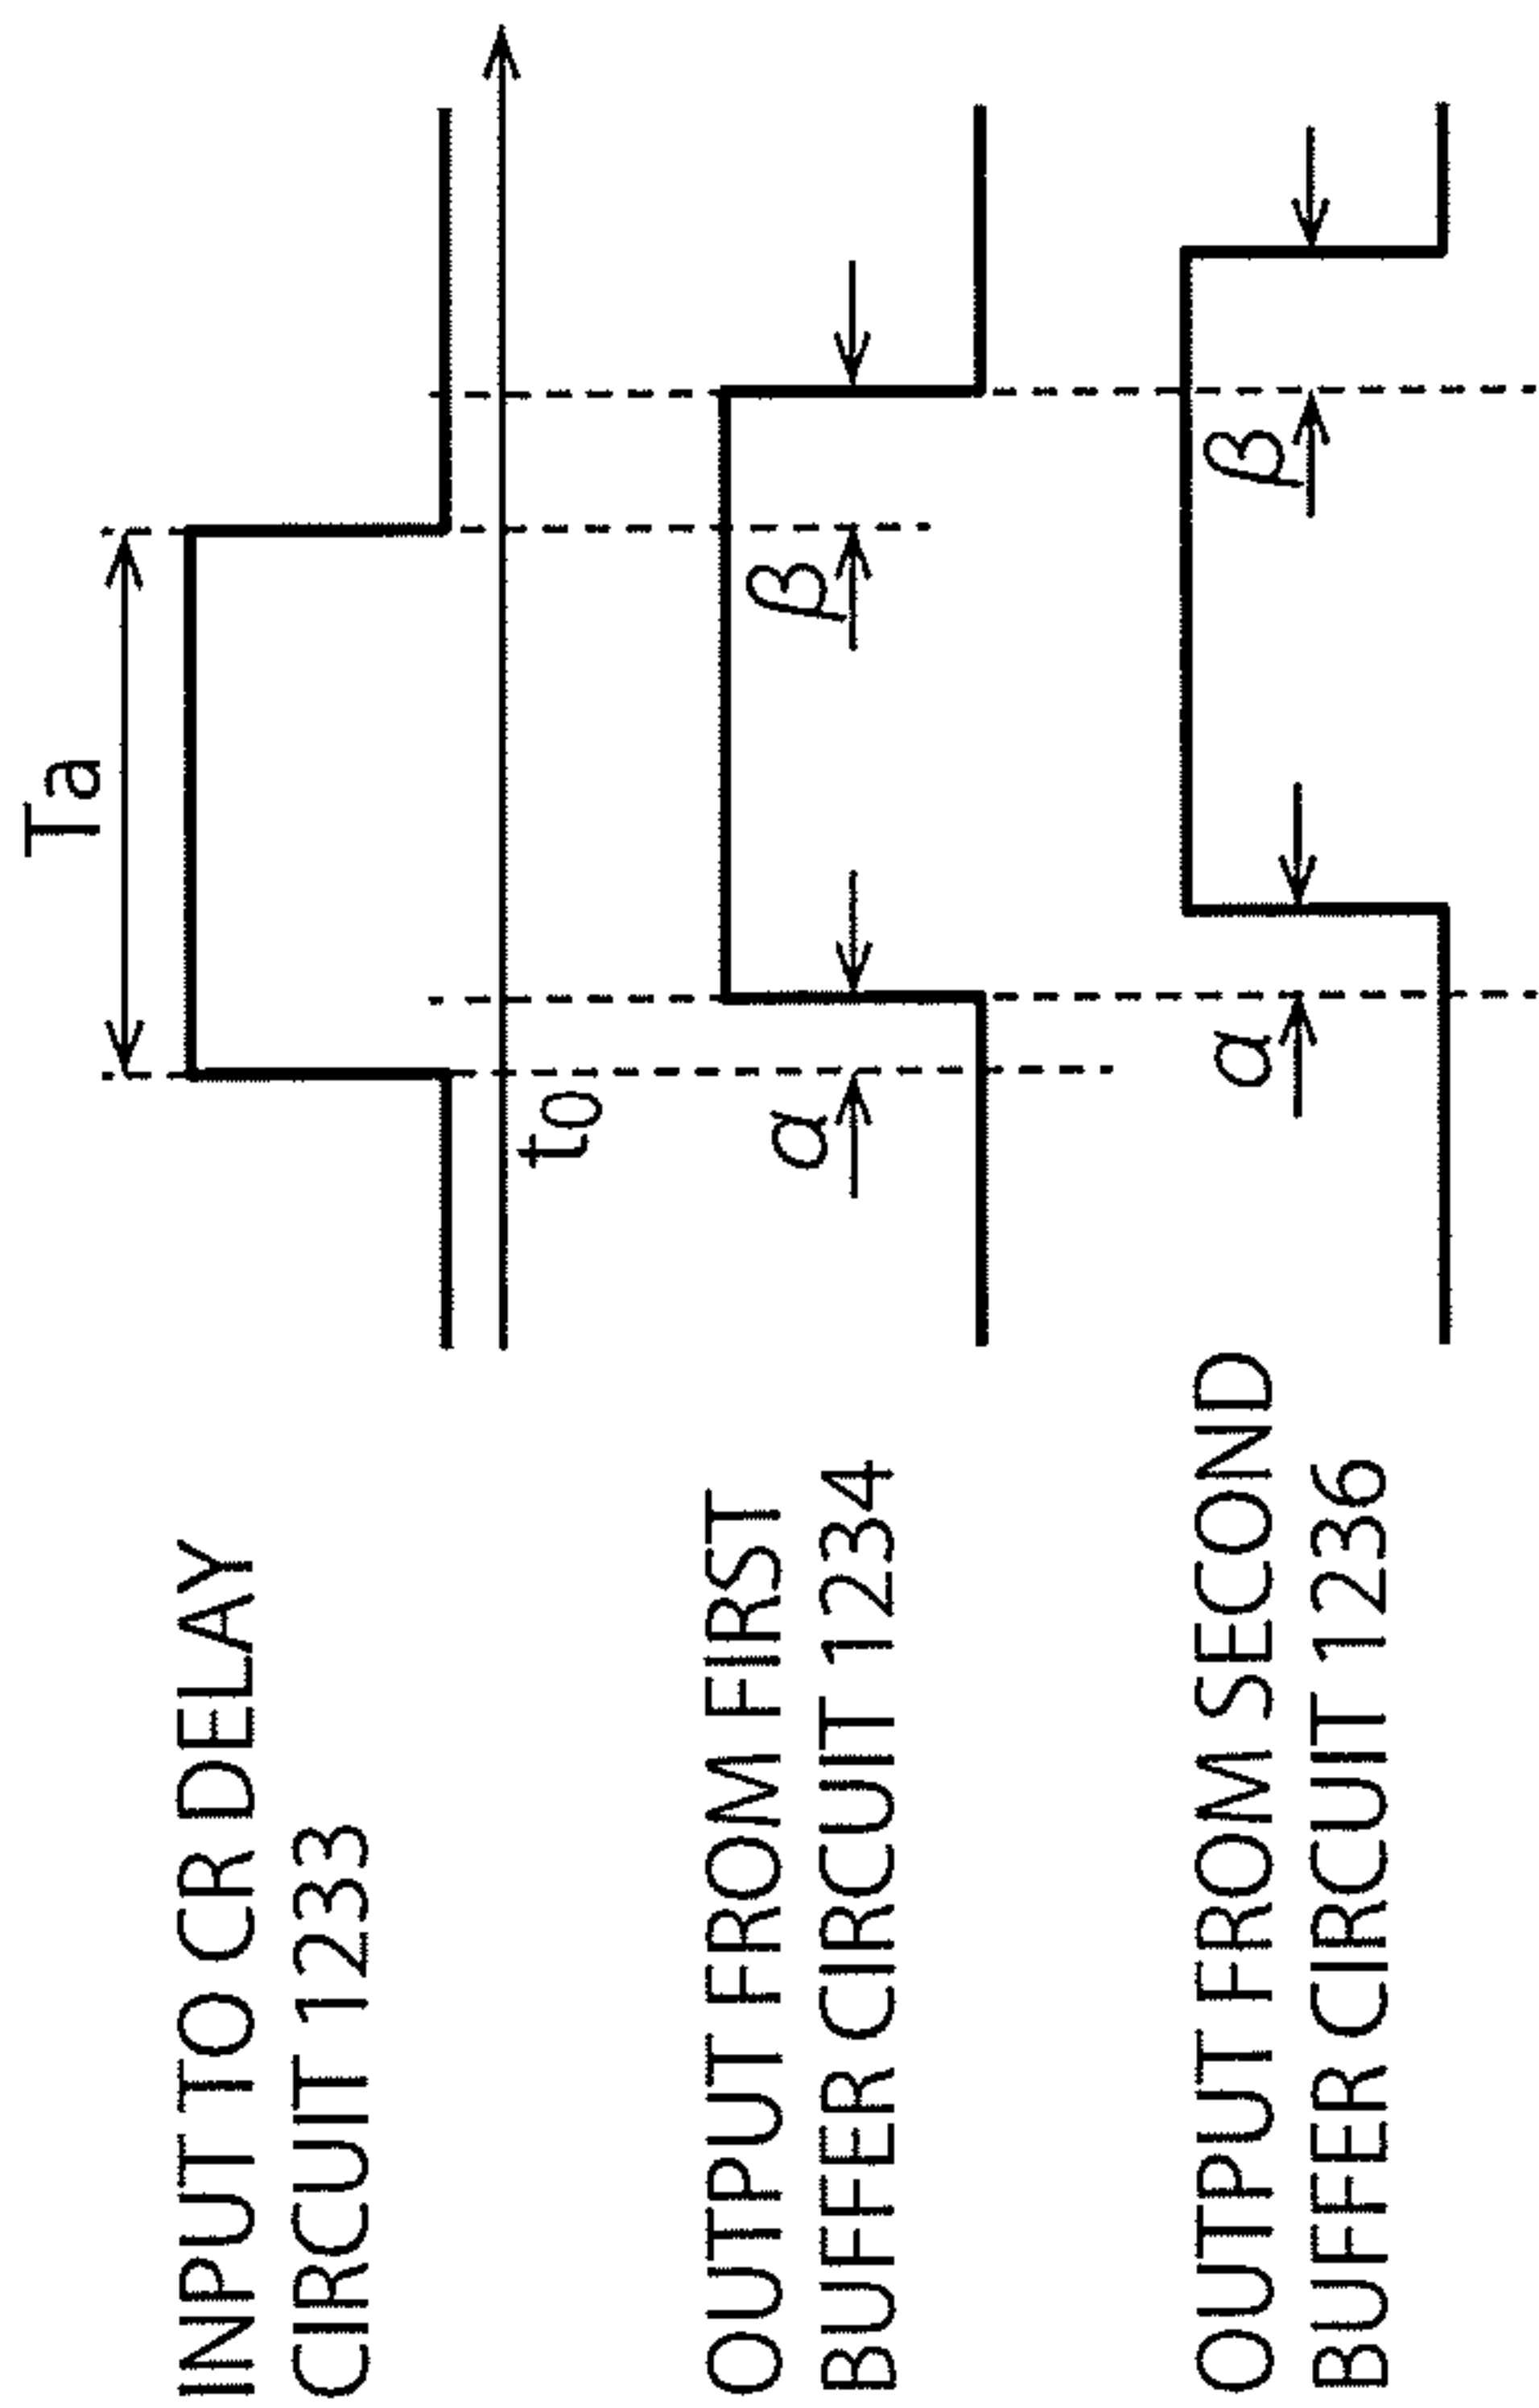 Ta
INPUT TO CR DELAY
CIRCUIT 1233
t0
OUTPUT FROM FIRST
BUFFER CIRCUIT 1234
α
β
OUTPUT FROM SECOND
BUFFER CIRCUIT 1236
α
β